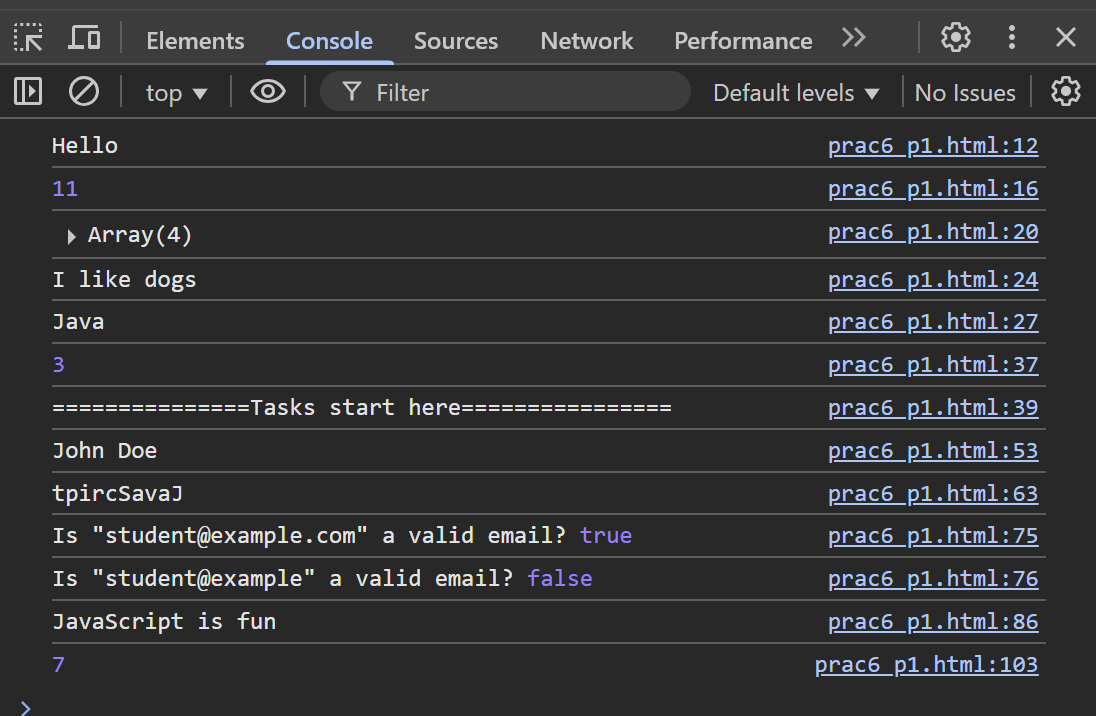 Elements Console Sources Network Performance
top Filter Default levels No Issues
Hello prac6_p1.html:12
11 prac6_p1.html:16
Array(4) prac6_p1.html:20
I like dogs prac6_p1.html:24
Java prac6_p1.html:27
3 prac6_p1.html:37
===============Tasks start here================ prac6_p1.html:39
John Doe prac6_p1.html:53
tpircSavaJ prac6_p1.html:63
Is "student@example.com" a valid email? true prac6_p1.html:75
Is "student@example" a valid email? false prac6_p1.html:76
JavaScript is fun prac6_p1.html:86
7 prac6_p1.html:103